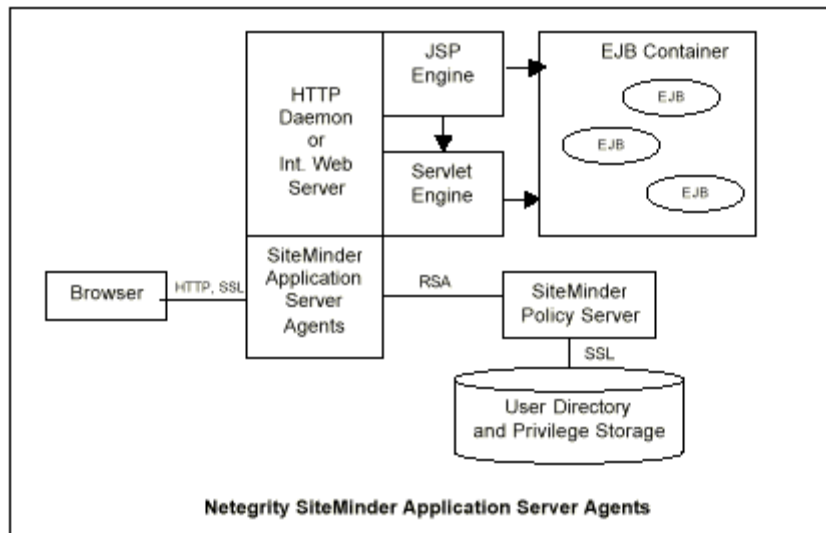 JSP
Engine
EJB Container
HTTP
Daemon
or
Int. Web
Server
EJB
EJB
EJB
Servlet
Engine
SiteMinder
Application
Server
Agents
Browser
HTTP, SSL
RSA
SiteMinder
Policy Server
SSL
User Directory
and Privilege Storage
Netegrity SiteMinder Application Server Agents